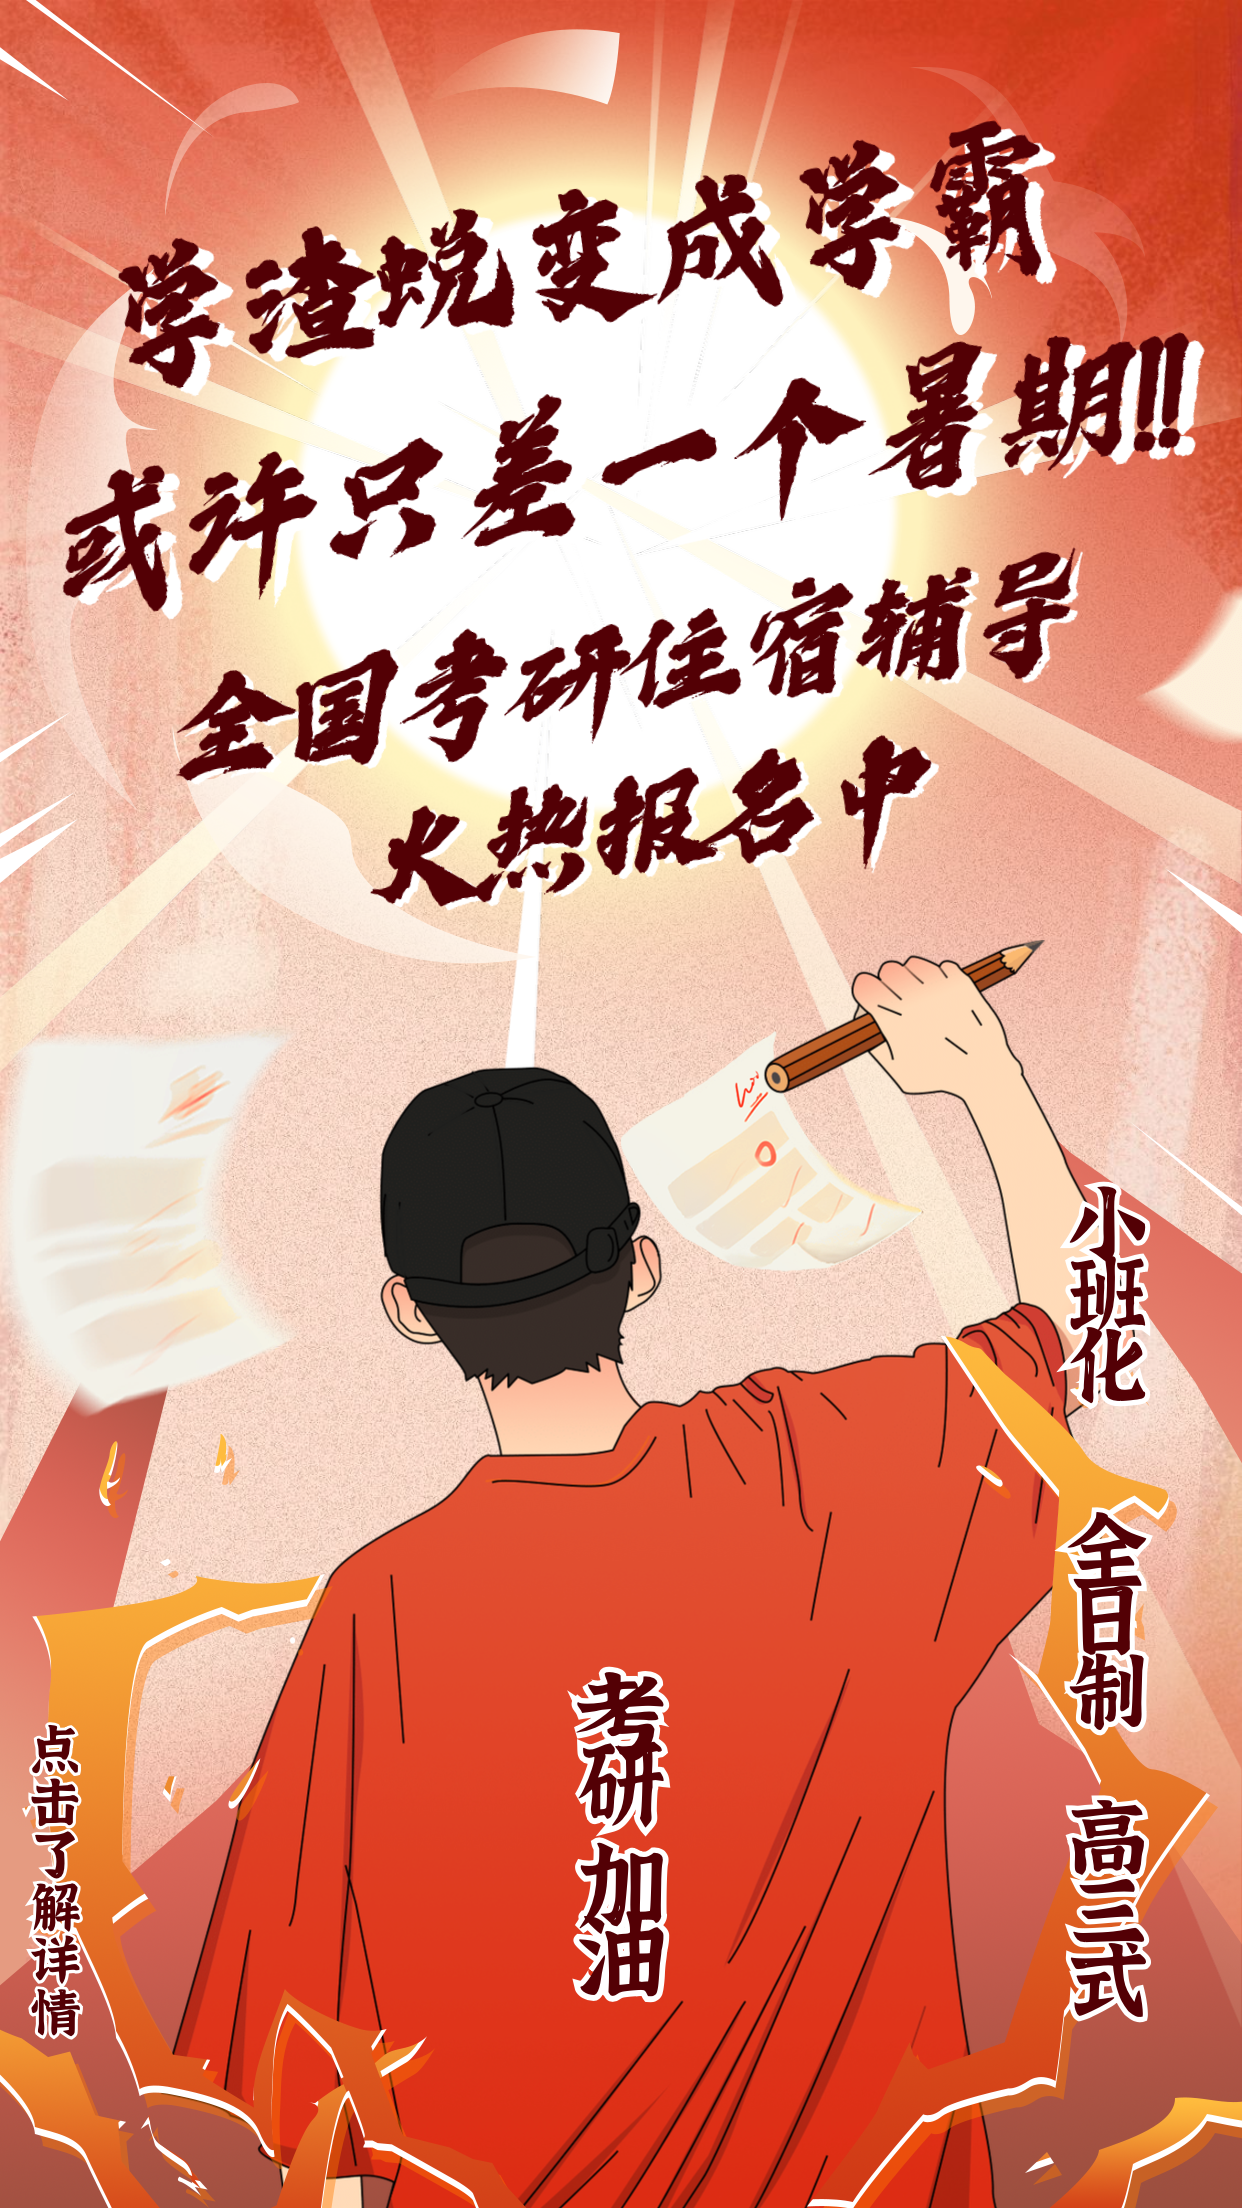 学渣蜕变成学霸
或许只差一个暑期!!!
全国考研住宿辅导
火热报名中
小班化
全日制
高三式
考研加油
点击了解详情